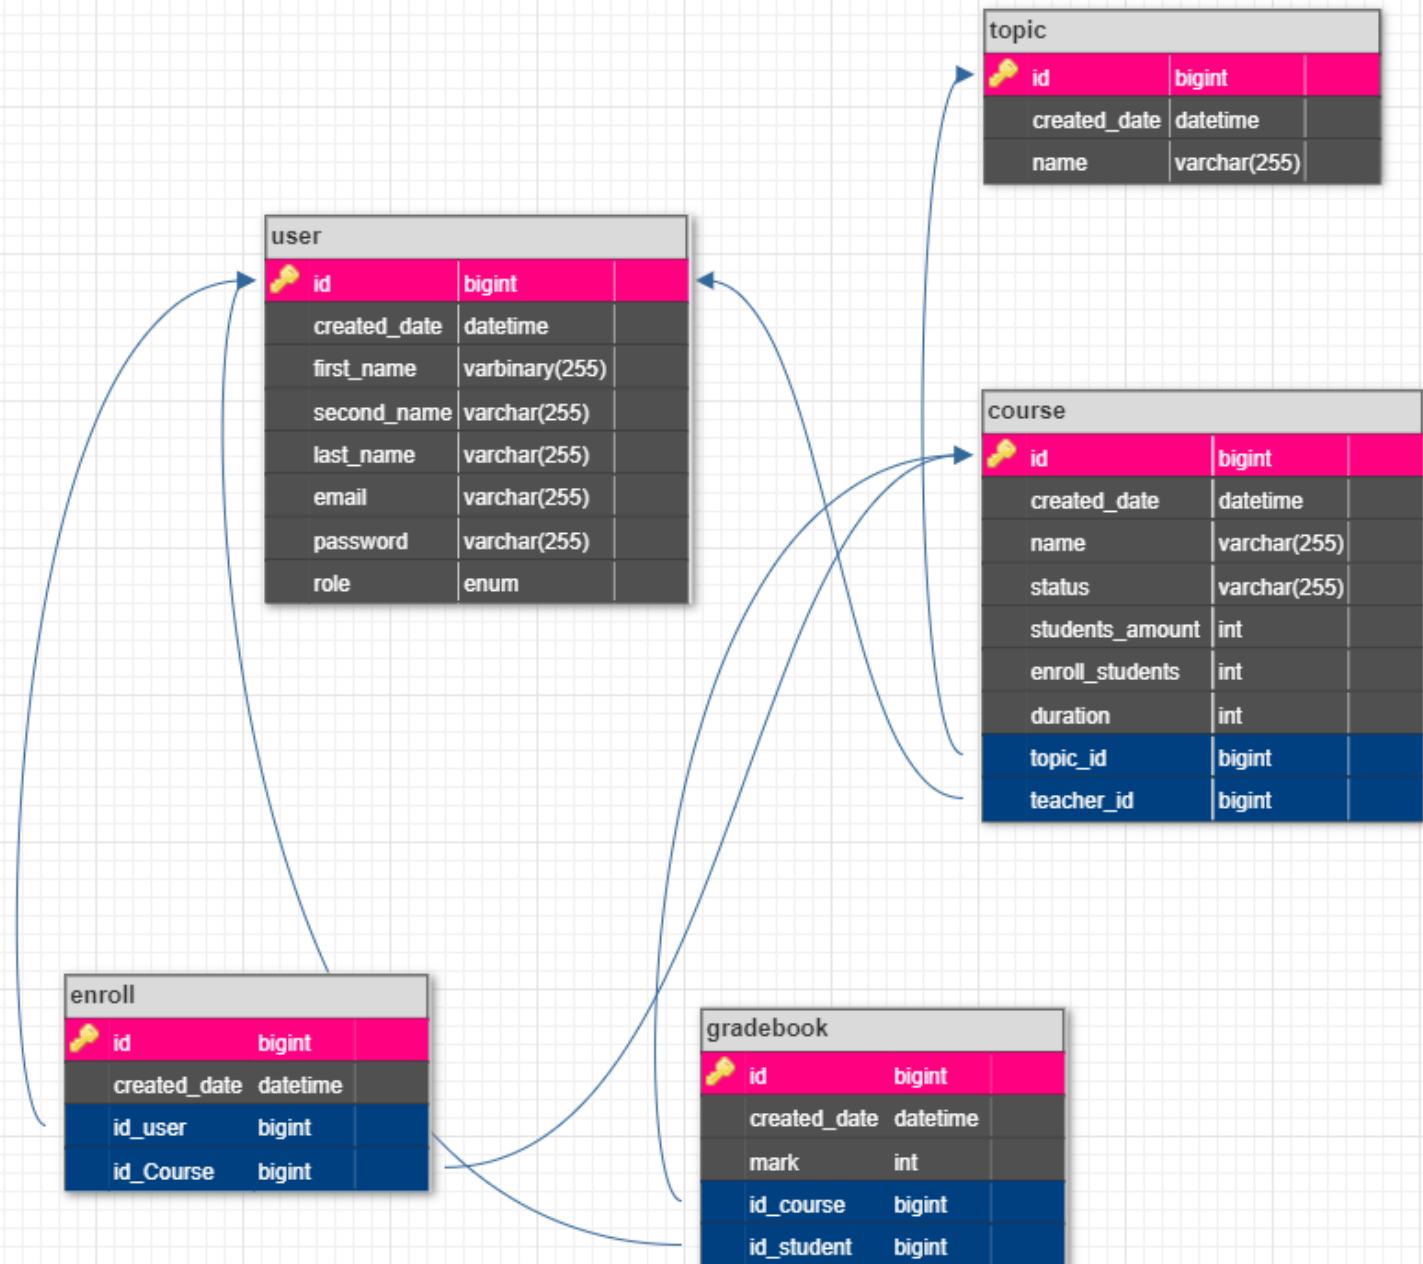 topic
id bigint
created_date datetime
name varchar(255)
user
id bigint
created_date datetime
first_name varbinary(255)
second_name varchar(255)
last_name varchar(255)
email varchar(255)
password varchar(255)
role enum
course
id bigint
created_date datetime
name varchar(255)
status varchar(255)
students_amount int
enroll_students int
duration int
topic_id bigint
teacher_id bigint
enroll
id bigint
created_date datetime
id_user bigint
id_Course bigint
gradebook
id bigint
created_date datetime
mark int
id_course bigint
id_student bigint